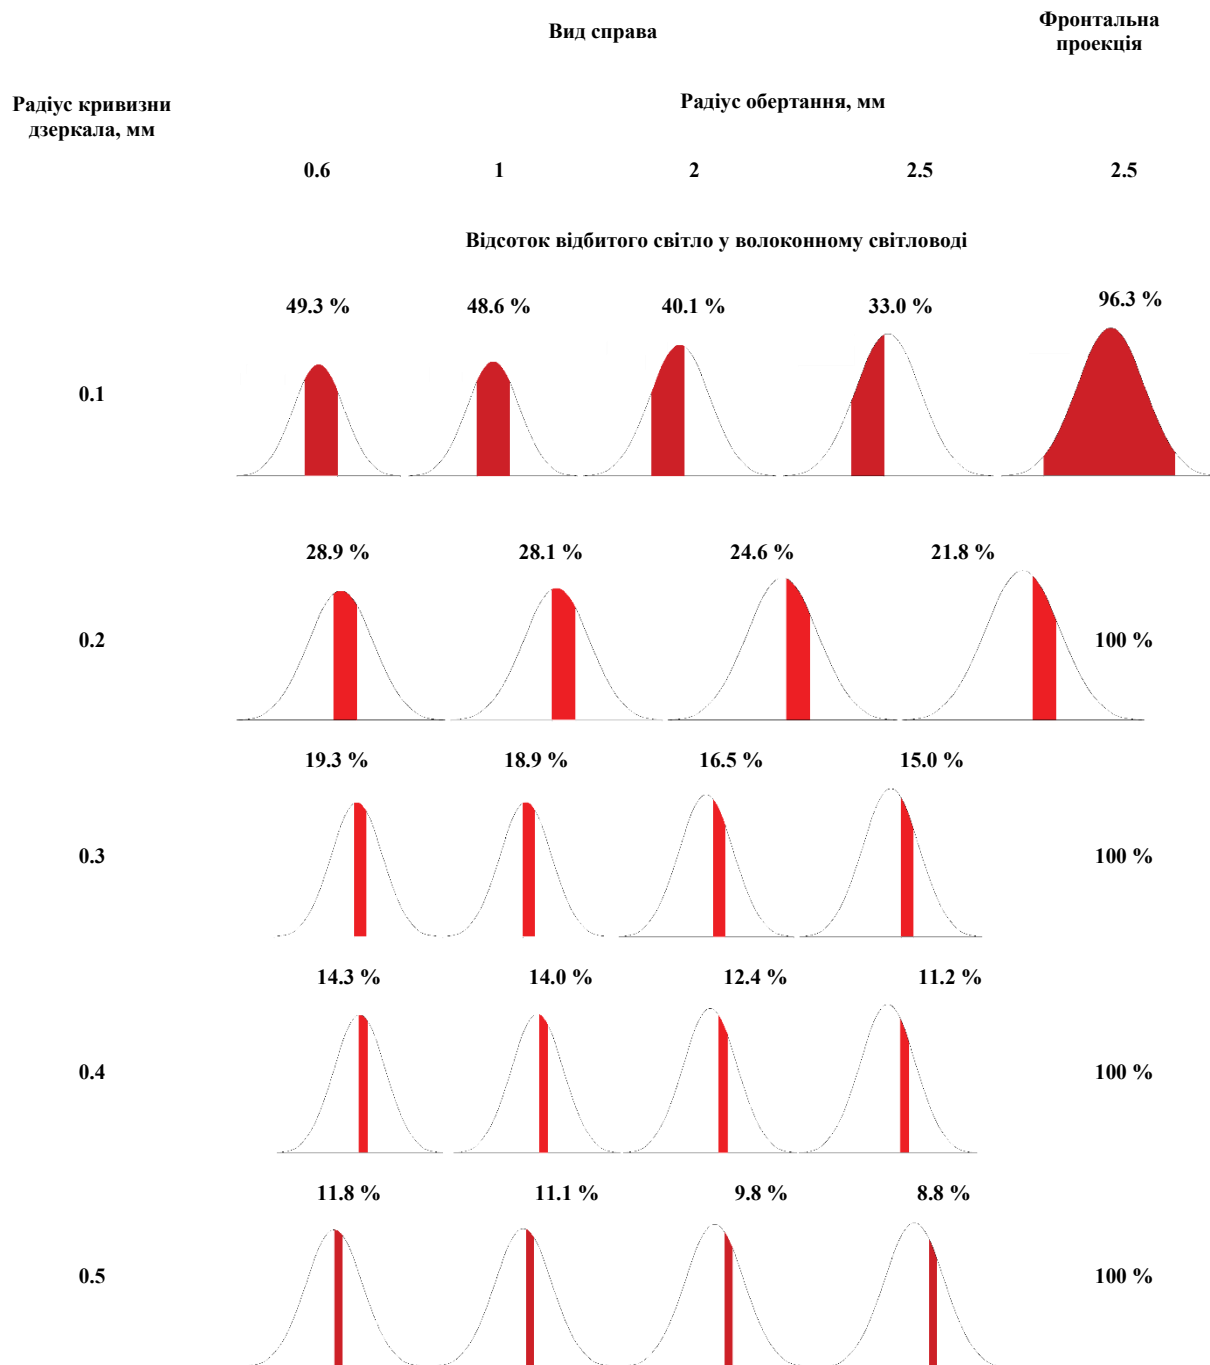 Вид справа
Фронтальна
проекція
Радіус кривизни
дзеркала, мм
Радіус обертання, мм
0.6 1 2 2.5 2.5
Відсоток відбитого світло у волоконному світловоді
49.3 % 48.6 % 40.1 % 33.0 % 96.3 %
0.1
28.9 % 28.1 % 24.6 % 21.8 %
0.2 100 %
19.3 % 18.9 % 16.5 % 15.0 %
0.3 100 %
14.3 % 14.0 % 12.4 % 11.2 %
0.4 100 %
11.8 % 11.1 % 9.8 % 8.8 %
0.5 100 %